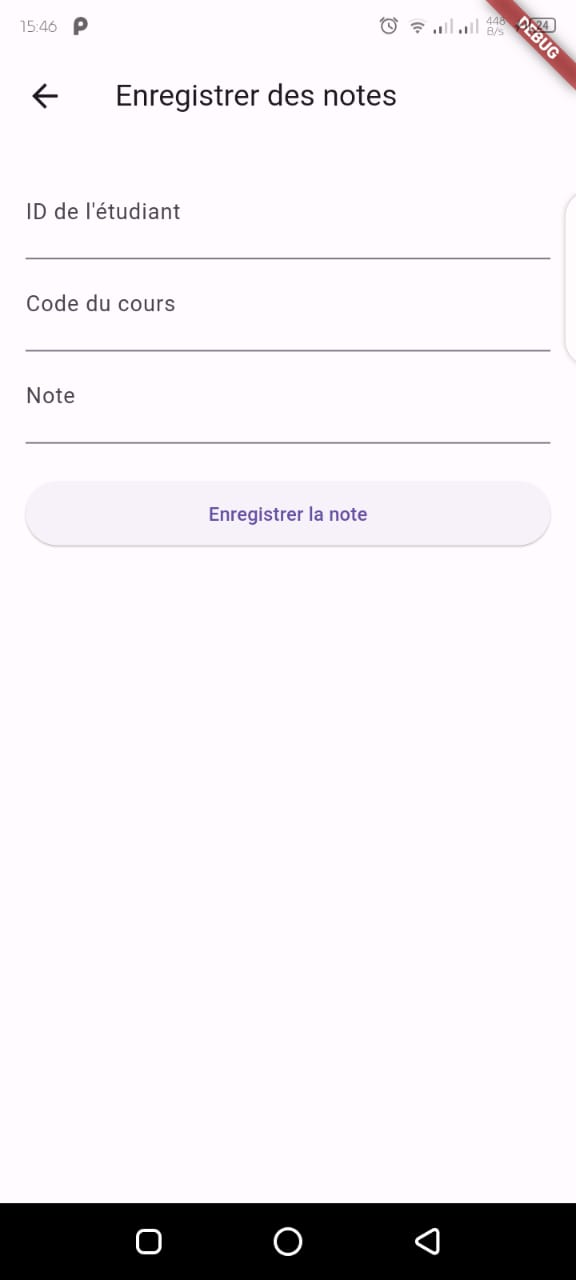 15:46
448 B/s
24
DEBUG
Enregistrer des notes
ID de l'étudiant
Code du cours
Note
Enregistrer la note